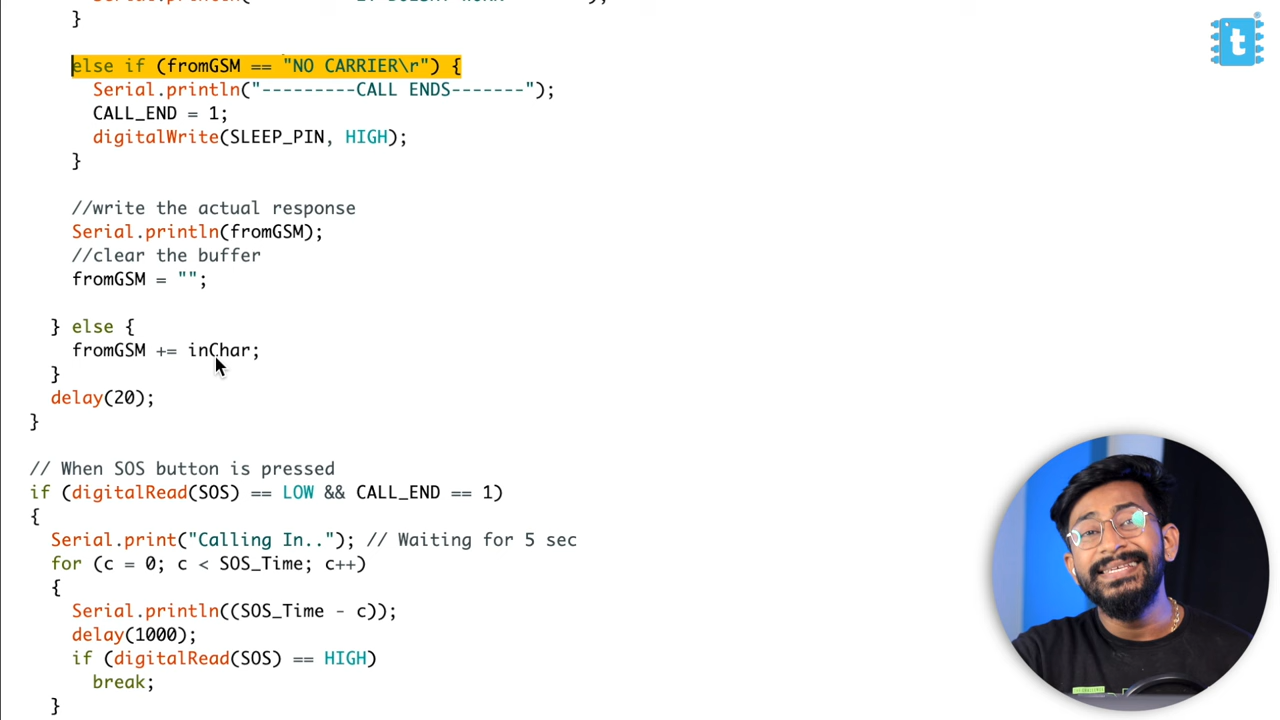 }
else if (fromGSM == "NO CARRIER\r") {
Serial.println("---------CALL ENDS-------");
CALL_END = 1;
digitalWrite(SLEEP_PIN, HIGH);
}
//write the actual response
Serial.println(fromGSM);
//clear the buffer
fromGSM = "";
} else {
fromGSM += inChar;
}
delay(20);
}
// When SOS button is pressed
if (digitalRead(SOS) == LOW && CALL_END == 1)
{
Serial.print("Calling In.."); // Waiting for 5 sec
for (c = 0; c < SOS_Time; c++)
{
Serial.println((SOS_Time - c));
delay(1000);
if (digitalRead(SOS) == HIGH)
break;
}
t